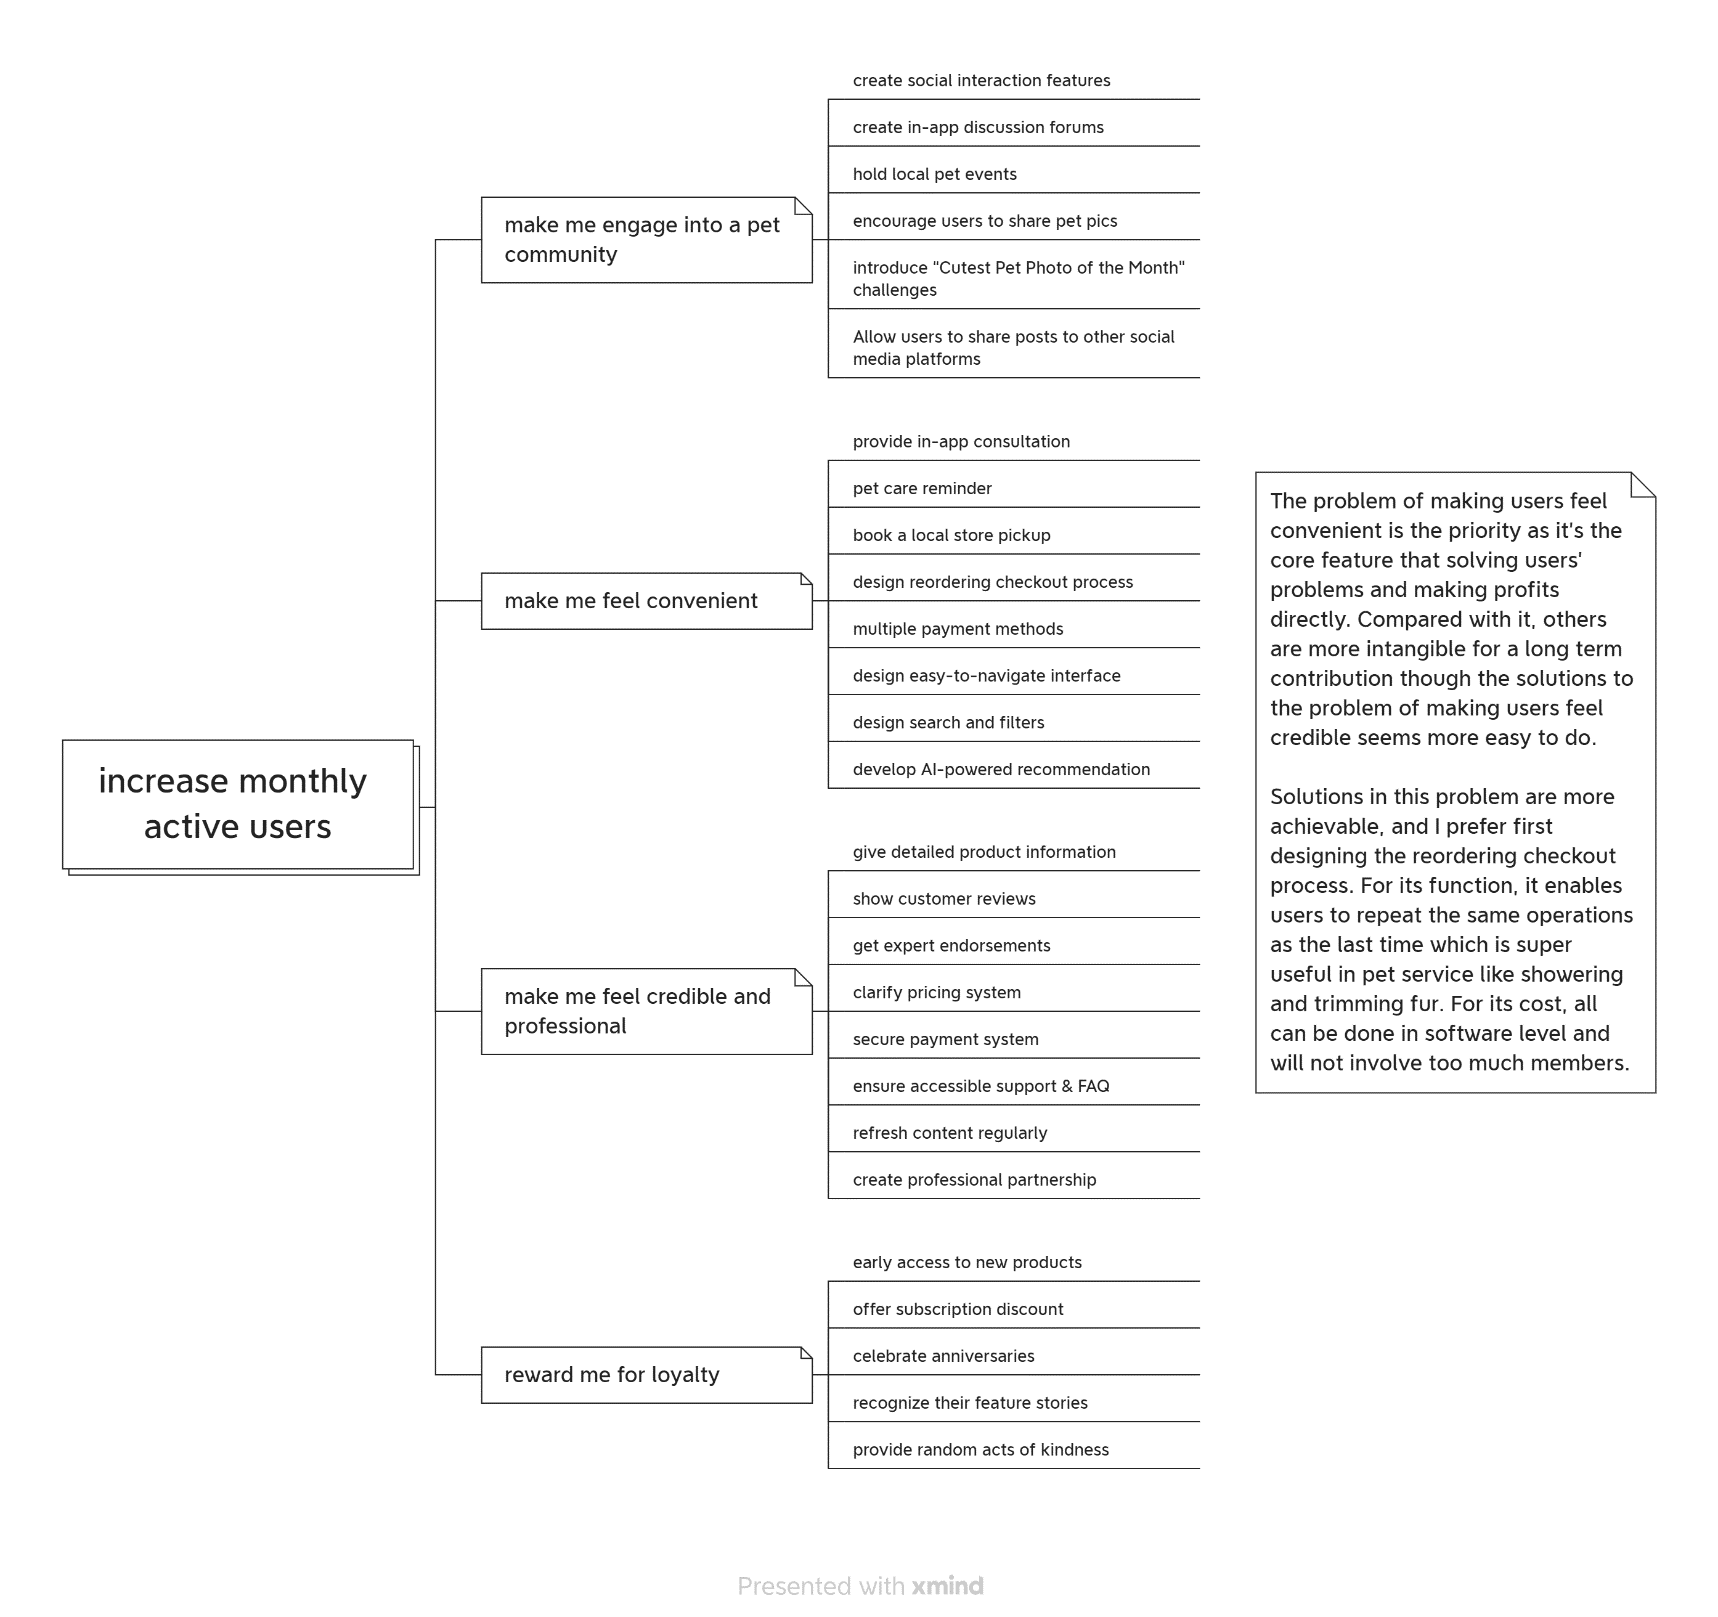 increase monthly
active users
make me engage into a pet
community
create social interaction features
create in-app discussion forums
hold local pet events
encourage users to share pet pics
introduce "Cutest Pet Photo of the Month"
challenges
Allow users to share posts to other social
media platforms
make me feel convenient
provide in-app consultation
pet care reminder
book a local store pickup
design reordering checkout process
multiple payment methods
design easy-to-navigate interface
design search and filters
develop AI-powered recommendation
make me feel credible and
professional
give detailed product information
show customer reviews
get expert endorsements
clarify pricing system
secure payment system
ensure accessible support & FAQ
refresh content regularly
create professional partnership
reward me for loyalty
early access to new products
offer subscription discount
celebrate anniversaries
recognize their feature stories
provide random acts of kindness
The problem of making users feel
convenient is the priority as it's the
core feature that solving users'
problems and making profits
directly. Compared with it, others
are more intangible for a long term
contribution though the solutions to
the problem of making users feel
credible seems more easy to do.
Solutions in this problem are more
achievable, and I prefer first
designing the reordering checkout
process. For its function, it enables
users to repeat the same operations
as the last time which is super
useful in pet service like showering
and trimming fur. For its cost, all
can be done in software level and
will not involve too much members.
Presented with xmind